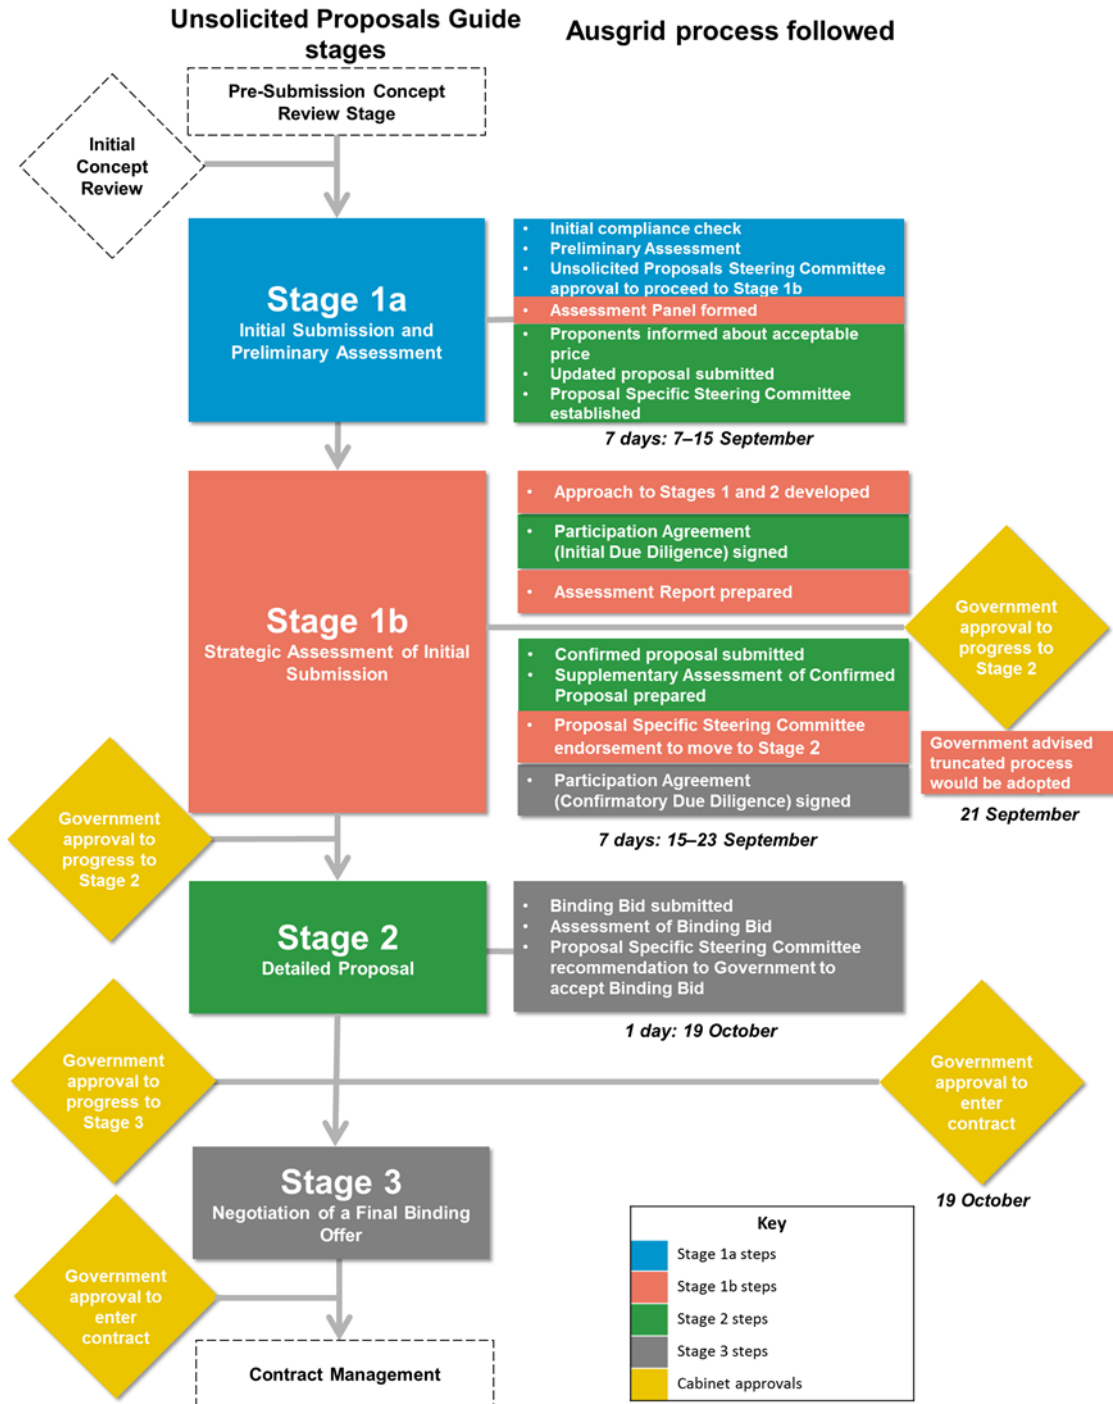 Unsolicited Proposals Guide
stages
Ausgrid process followed
Pre-Submission Concept
Review Stage
Initial
Concept
Review
Stage 1a
Initial Submission and
Preliminary Assessment
• Initial compliance check
• Preliminary Assessment
• Unsolicited Proposals Steering Committee
approval to proceed to Stage 1b
• Assessment Panel formed
• Proponents informed about acceptable
price
• Updated proposal submitted
• Proposal Specific Steering Committee
established
7 days: 7–15 September
Stage 1b
Strategic Assessment of Initial
Submission
• Approach to Stages 1 and 2 developed
• Participation Agreement
(Initial Due Diligence) signed
• Assessment Report prepared
Government
approval to
progress to
Stage 2
• Confirmed proposal submitted
• Supplementary Assessment of Confirmed
Proposal prepared
• Proposal Specific Steering Committee
endorsement to move to Stage 2
• Participation Agreement
(Confirmatory Due Diligence) signed
Government advised
truncated process
would be adopted
21 September
7 days: 15–23 September
Government
approval to
progress to
Stage 2
Stage 2
Detailed Proposal
• Binding Bid submitted
• Assessment of Binding Bid
• Proposal Specific Steering Committee
recommendation to Government to
accept Binding Bid
1 day: 19 October
Government
approval to
progress to
Stage 3
Government
approval to
enter
contract
19 October
Stage 3
Negotiation of a Final Binding
Offer
Government
approval to
enter
contract
Contract Management
Key
Stage 1a steps
Stage 1b steps
Stage 2 steps
Stage 3 steps
Cabinet approvals